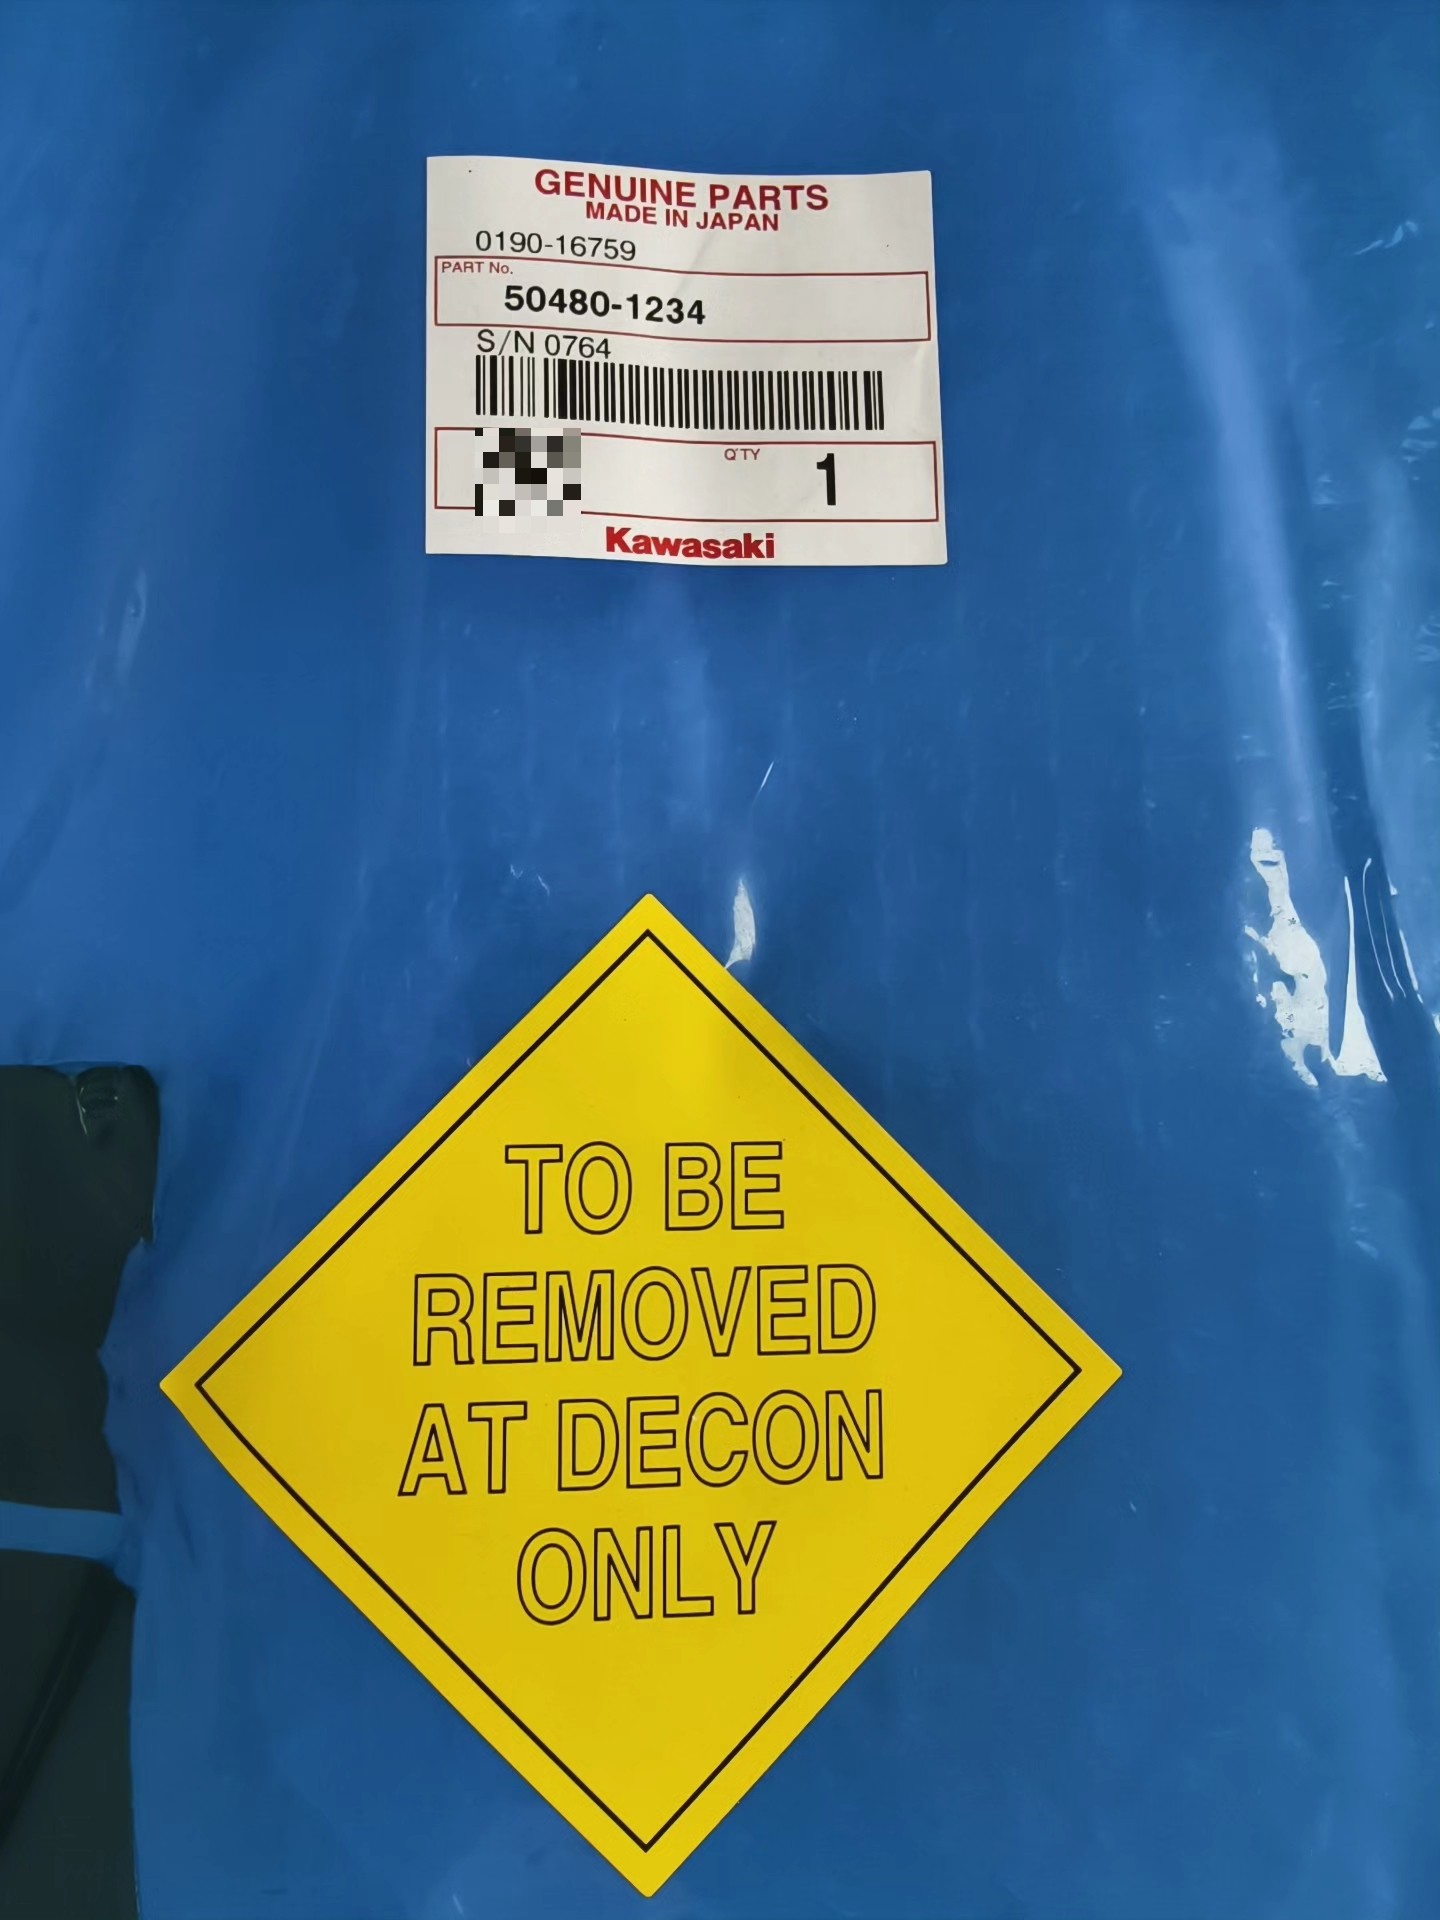 GENUINE PARTS
MADE IN JAPAN
0190-16759
PART No.
50480-1234
S/N 0764
Q'TY 1
Kawasaki
TO BE
REMOVED
AT DECON
ONLY